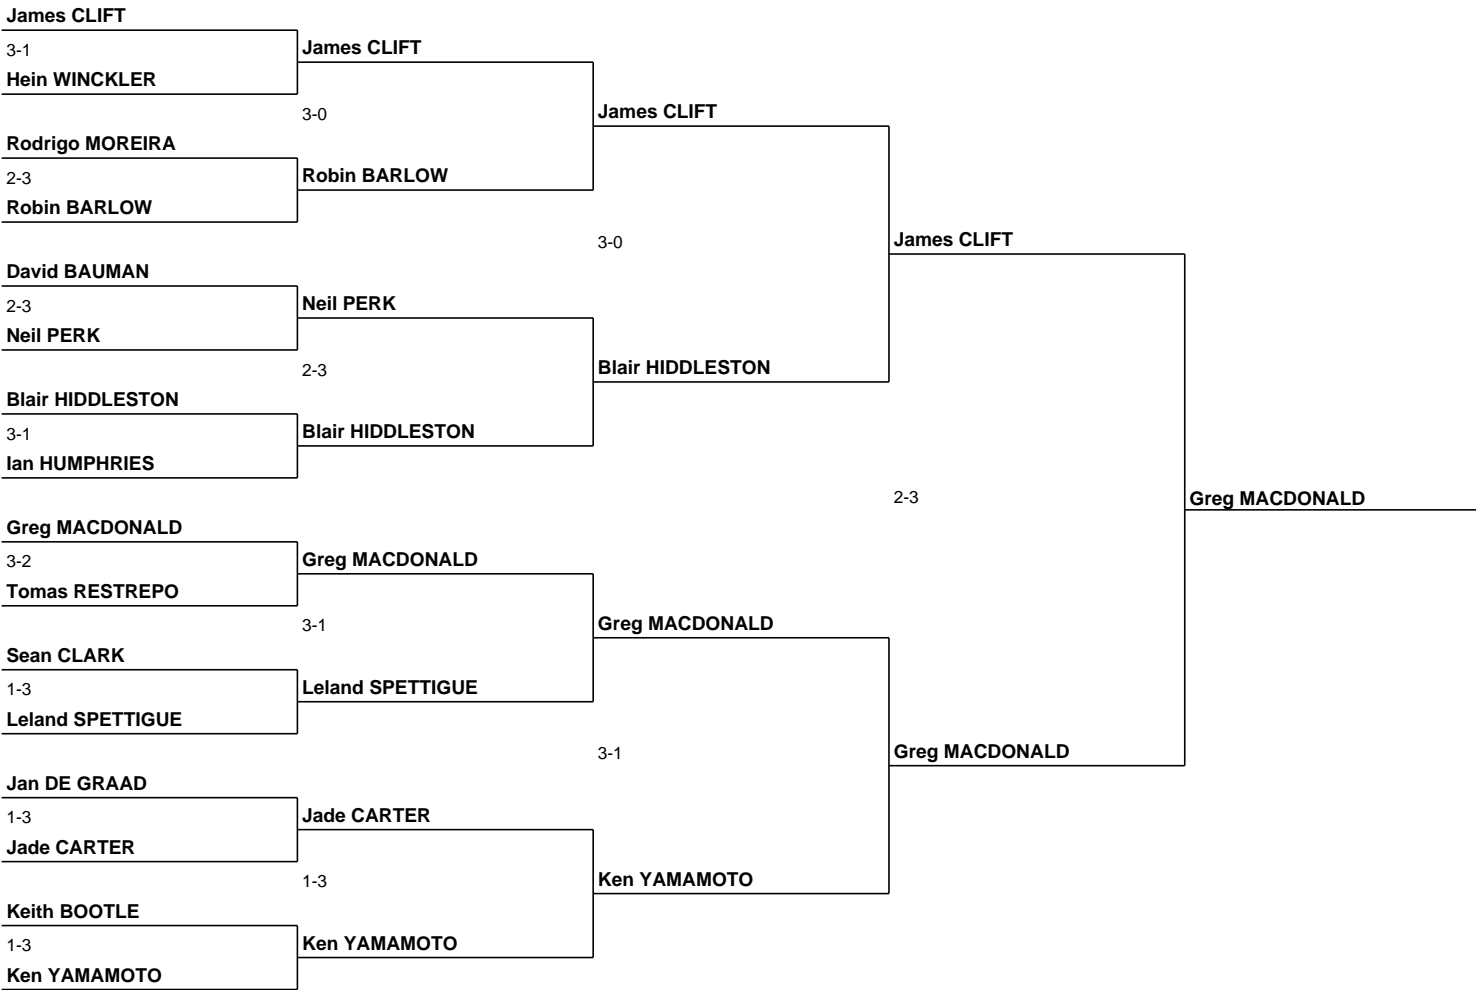 James CLIFT
3-1
Hein WINCKLER
Rodrigo MOREIRA
2-3
Robin BARLOW
David BAUMAN
2-3
Neil PERK
Blair HIDDLESTON
3-1
Ian HUMPHRIES
Greg MACDONALD
3-2
Tomas RESTREPO
Sean CLARK
1-3
Leland SPETTIGUE
Jan DE GRAAD
1-3
Jade CARTER
Keith BOOTLE
1-3
Ken YAMAMOTO
James CLIFT
3-0
Robin BARLOW
Neil PERK
2-3
Blair HIDDLESTON
Greg MACDONALD
3-1
Leland SPETTIGUE
Jade CARTER
1-3
Ken YAMAMOTO
James CLIFT
3-0
Blair HIDDLESTON
Greg MACDONALD
3-1
Ken YAMAMOTO
James CLIFT
2-3
Greg MACDONALD
Greg MACDONALD